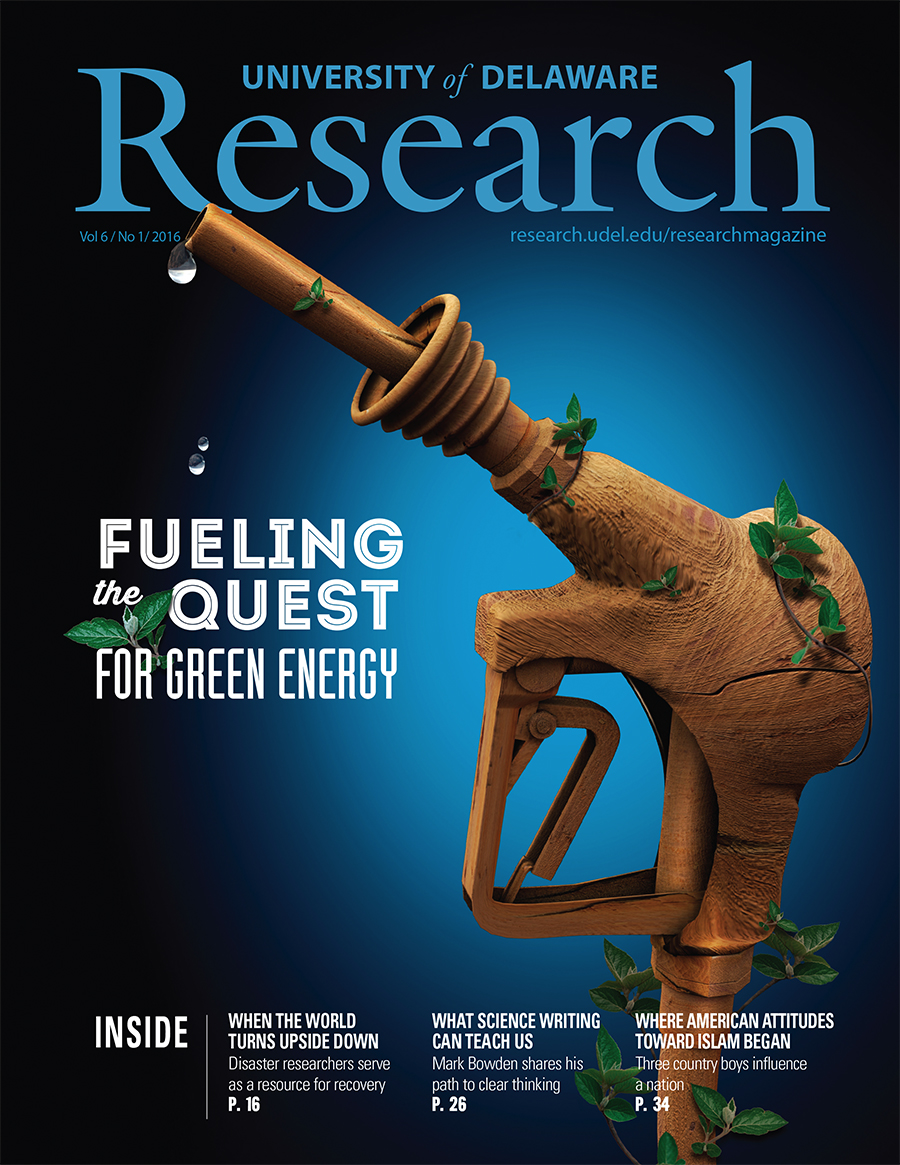 UNIVERSITY of DELAWARE
Research
Vol 6 / No 1/ 2016
research.udel.edu/researchmagazine
FUELING
the QUEST
FOR GREEN ENERGY
INSIDE
WHEN THE WORLD
TURNS UPSIDE DOWN
Disaster researchers serve
as a resource for recovery
P. 16
WHAT SCIENCE WRITING
CAN TEACH US
Mark Bowden shares his
path to clear thinking
P. 26
WHERE AMERICAN ATTITUDES
TOWARD ISLAM BEGAN
Three country boys influence
a nation
P. 34